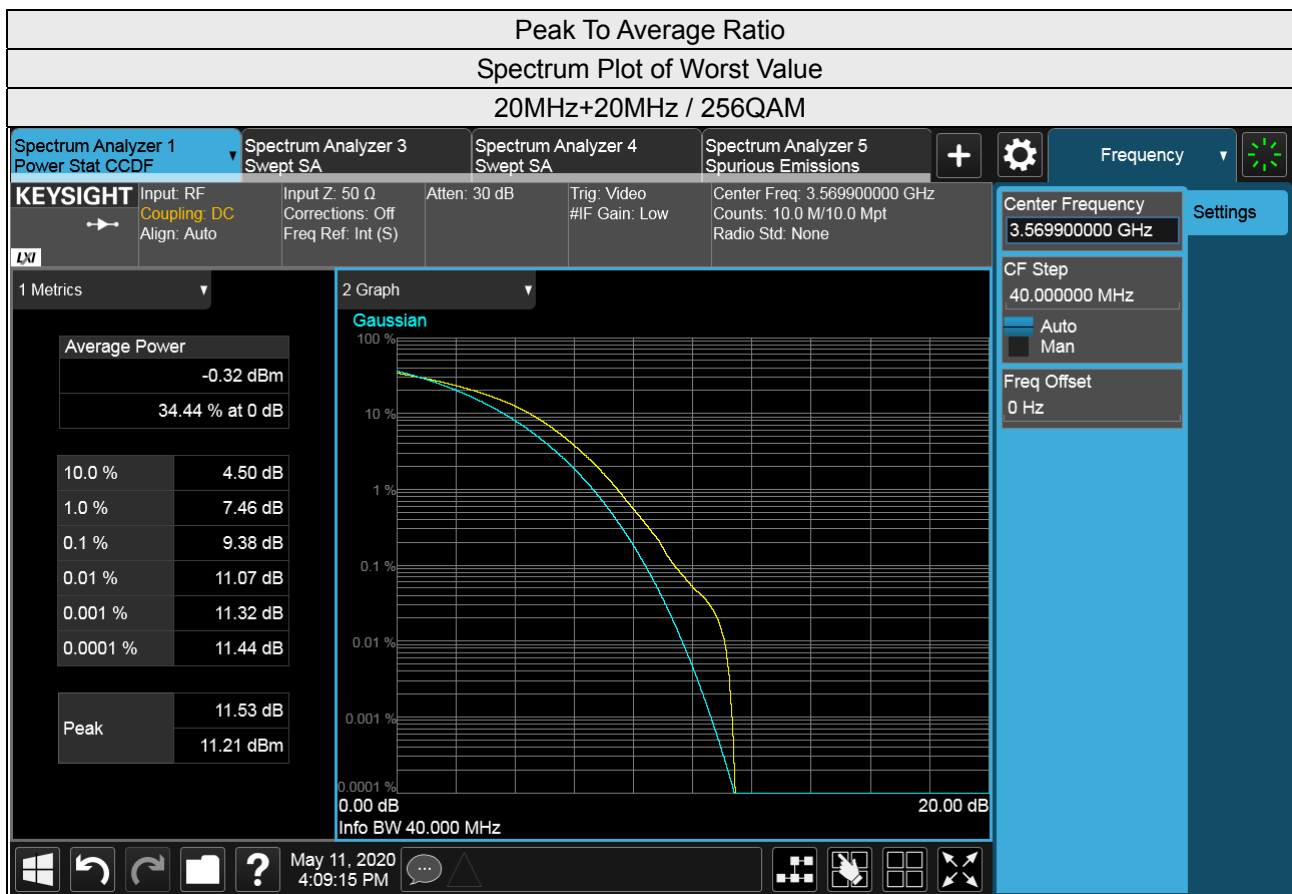 Peak To Average Ratio
Spectrum Plot of Worst Value
20MHz+20MHz / 256QAM
Spectrum Analyzer 1
Power Stat CCDF
Spectrum Analyzer 3
Swept SA
Spectrum Analyzer 4
Swept SA
Spectrum Analyzer 5
Spurious Emissions
+
Frequency
KEYSIGHT
LXI
Input: RF
Coupling: DC
Align: Auto
Input Z: 50 Ω
Corrections: Off
Freq Ref: Int (S)
Atten: 30 dB
Trig: Video
#IF Gain: Low
Center Freq: 3.569900000 GHz
Counts: 10.0 M/10.0 Mpt
Radio Std: None
Center Frequency
3.569900000 GHz
Settings
CF Step
40.000000 MHz
Auto
Man
Freq Offset
0 Hz
1 Metrics
Average Power
-0.32 dBm
34.44 % at 0 dB
10.0 % 4.50 dB
1.0 % 7.46 dB
0.1 % 9.38 dB
0.01 % 11.07 dB
0.001 % 11.32 dB
0.0001 % 11.44 dB
Peak
11.53 dB
11.21 dBm
2 Graph
Gaussian
100 %
10 %
1 %
0.1 %
0.01 %
0.001 %
0.0001 %
0.00 dB 20.00 dB
Info BW 40.000 MHz
?
May 11, 2020
4:09:15 PM